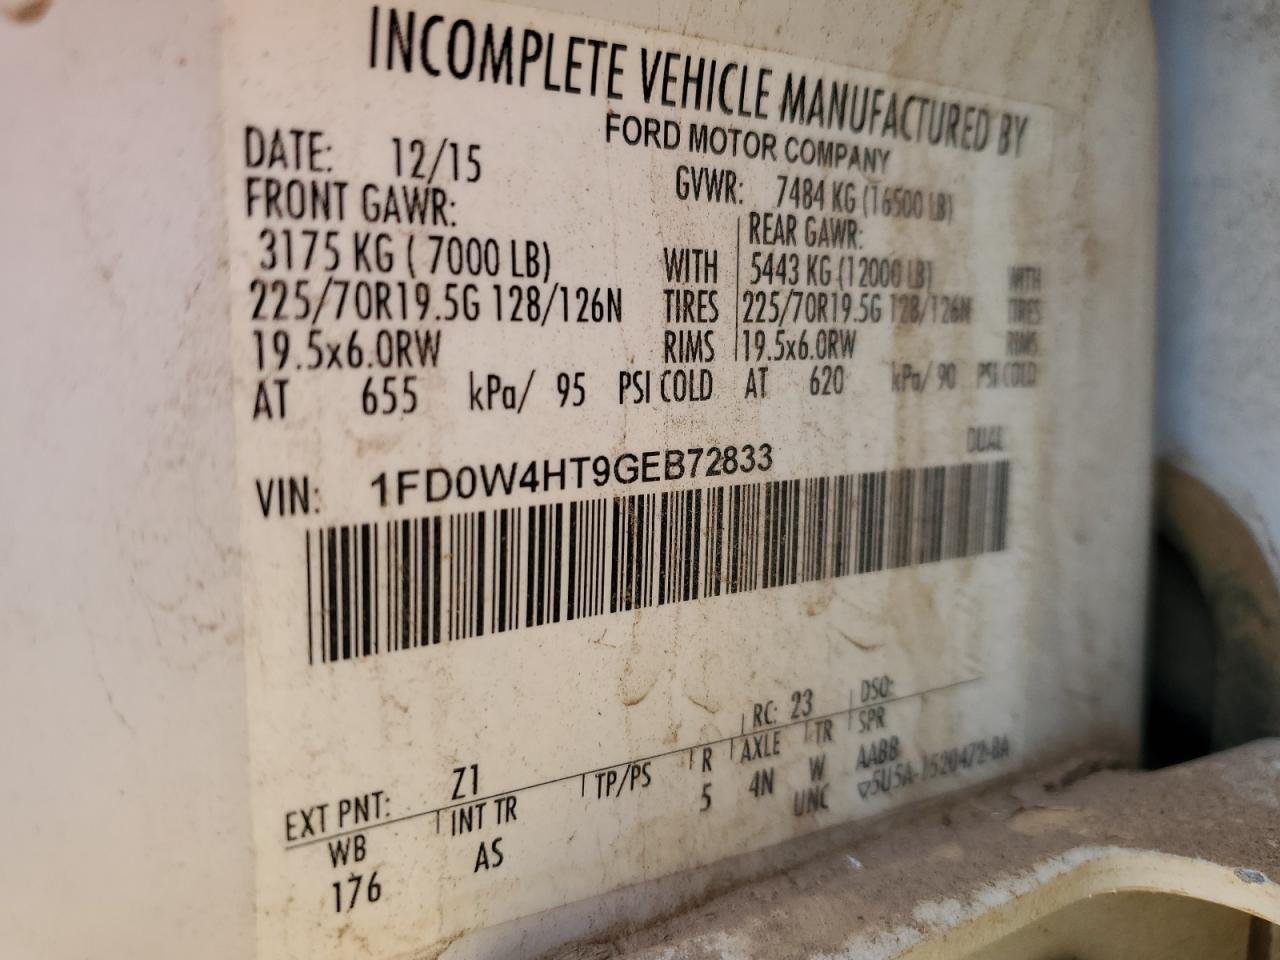 INCOMPLETE VEHICLE MANUFACTURED BY
FORD MOTOR COMPANY
DATE: 12/15 GVWR: 7484 KG (16500 LB)
FRONT GAWR: REAR GAWR:
3175 KG ( 7000 LB) WITH 5443 KG (12000 LB) WITH
225/70R19.5G 128/126N TIRES 225/70R19.5G 128/126N TIRES
19.5x6.0RW RIMS 19.5x6.0RW RIMS
AT 655 kPa/ 95 PSI COLD AT 620 kPa/ 90 PSI COLD
DUAL
VIN: 1FD0W4HT9GEB72833
EXT PNT: Z1 RC: 23 DSO:
WB INT TR TP/PS R AXLE TR SPR
176 AS 5 4N W AABB
UNC 5U5A-1520472-BA